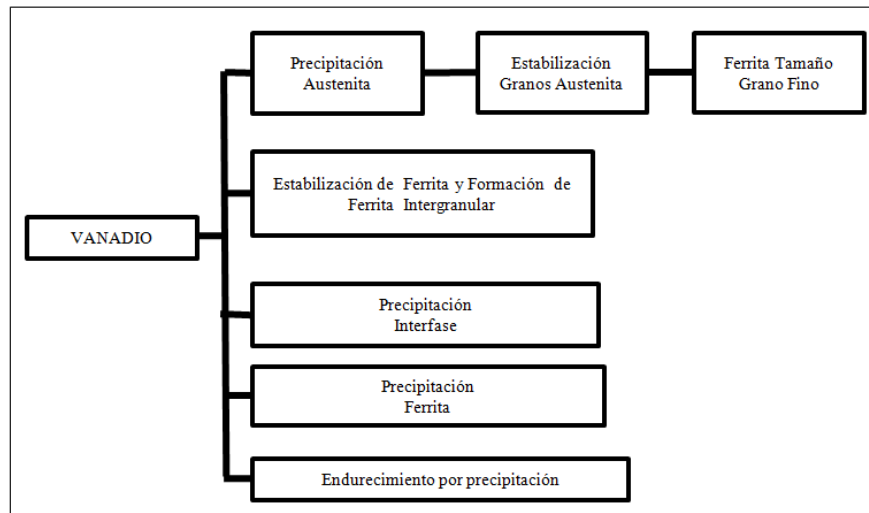 Precipitación
Austenita
Estabilización
Granos Austenita
Ferrita Tamaño
Grano Fino
Estabilización de Ferrita y Formación de
Ferrita Intergranular
VANADIO
Precipitación
Interfase
Precipitación
Ferrita
Endurecimiento por precipitación